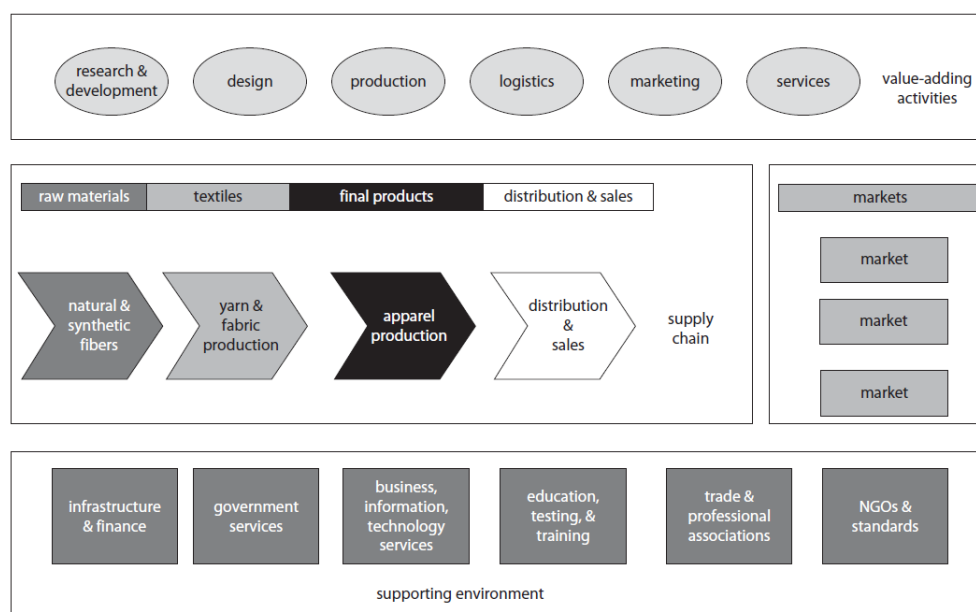 research &
development
design
production
logistics
marketing
services
value-adding
activities
raw materials
textiles
final products
distribution & sales
markets
natural &
synthetic
fibers
yarn &
fabric
production
apparel
production
distribution
&
sales
supply
chain
market
market
market
infrastructure
& finance
government
services
business,
information,
technology
services
education,
testing, &
training
trade &
professional
associations
NGOs &
standards
supporting environment